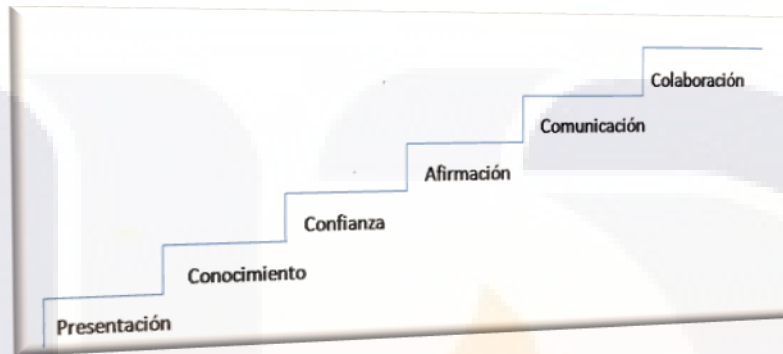 Colaboración
Comunicación
Afirmación
Confianza
Conocimiento
Presentación